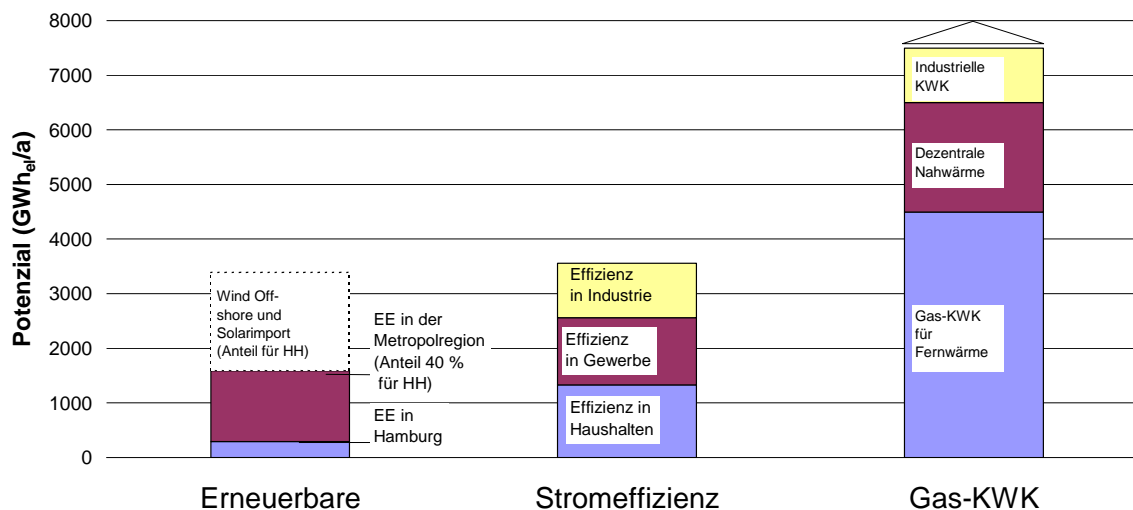 Potenzial (GWhel/a)
8000
7000
6000
5000
4000
3000
2000
1000
0
Wind Off-
shore und
Solarimport
(Anteil für HH)
EE in der
Metropolregion
(Anteil 40 %
für HH)
EE in
Hamburg
Effizienz
in Industrie
Effizienz
in Gewerbe
Effizienz in
Haushalten
Industrielle
KWK
Dezentrale
Nahwärme
Gas-KWK
für
Fernwärme
Erneuerbare
Stromeffizienz
Gas-KWK